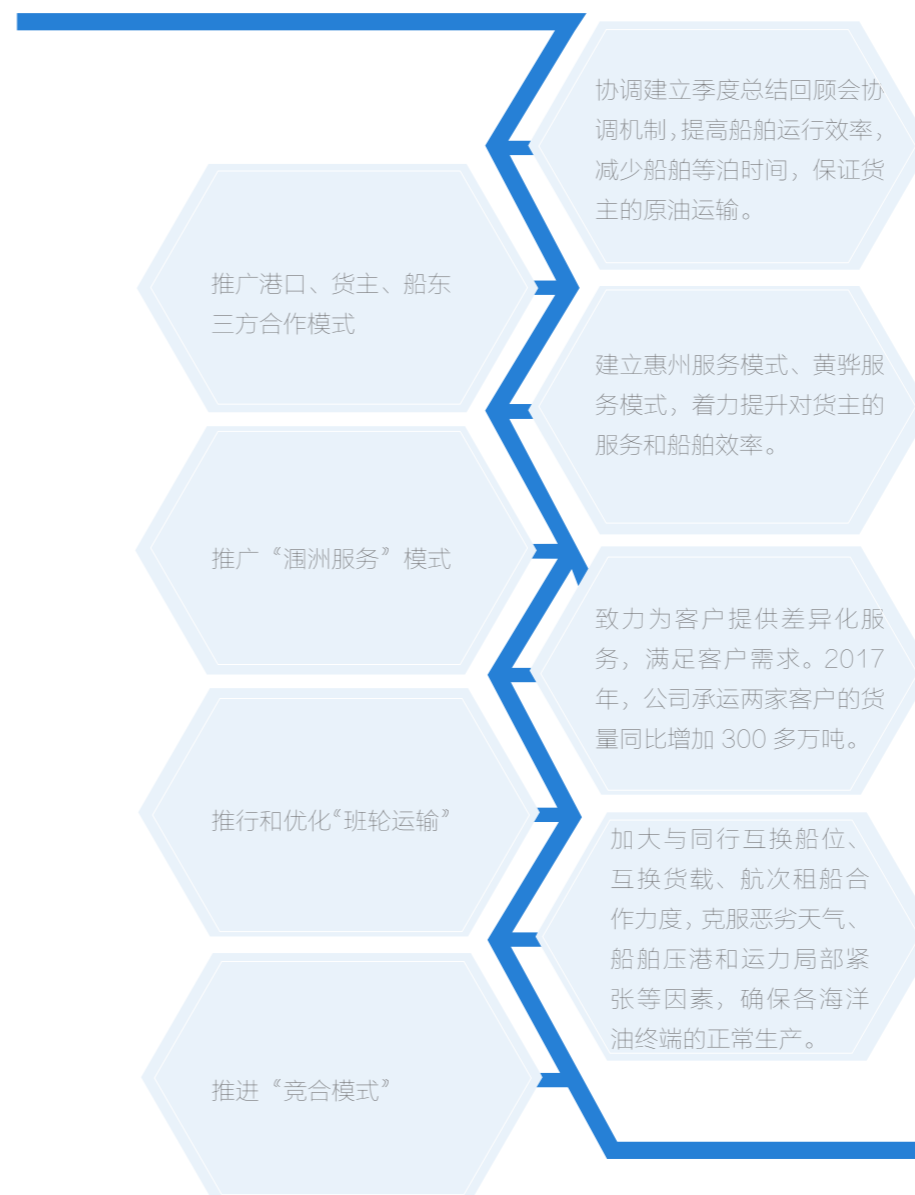 协调建立季度总结回顾会协
调机制，提高船舶运行效率，
减少船舶等泊时间，保证货
主的原油运输。
推广港口、货主、船东
三方合作模式
建立惠州服务模式、黄骅服
务模式，着力提升对货主的
服务和船舶效率。
推广“涠洲服务”模式
致力为客户提供差异化服
务，满足客户需求。2017
年，公司承运两家客户的货
量同比增加 300 多万吨。
推行和优化“班轮运输”
加大与同行互换船位、
互换货载、航次租船合
作力度，克服恶劣天气、
船舶压港和运力局部紧
张等因素，确保各海洋
油终端的正常生产。
推进“竞合模式”